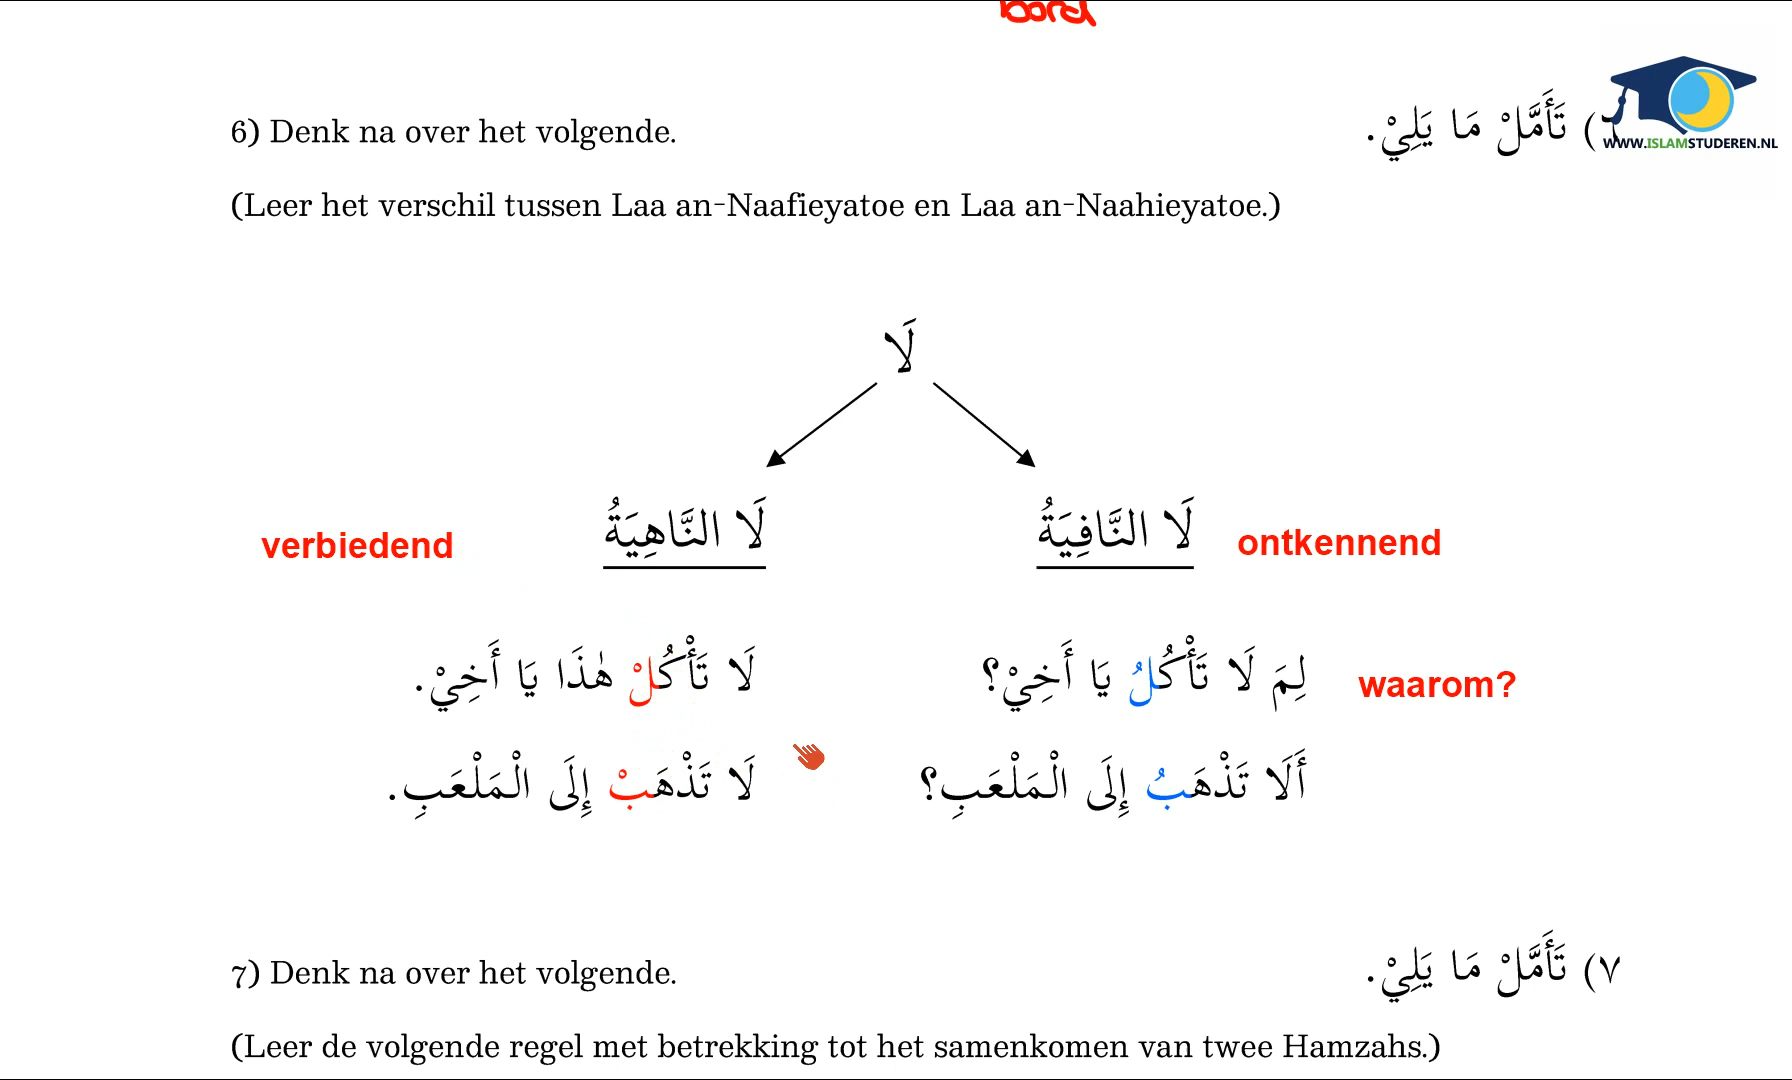 bord
WWW.ISLAMSTUDEREN.NL
6) Denk na over het volgende.
٦) تَأَمَّلْ مَا يَلِيْ.
(Leer het verschil tussen Laa an-Naafieyatoe en Laa an-Naahieyatoe.)
لَا
verbiedend
لَا النَّاهِيَةُ
لَا النَّافِيَةُ
ontkennend
لَا تَأْكُلْ هٰذَا يَا أَخِيْ.
لِمَ لَا تَأْكُلُ يَا أَخِيْ؟
waarom?
لَا تَذْهَبْ إِلَى الْمَلْعَبِ.
أَلَا تَذْهَبُ إِلَى الْمَلْعَبِ؟
7) Denk na over het volgende.
٧) تَأَمَّلْ مَا يَلِيْ.
(Leer de volgende regel met betrekking tot het samenkomen van twee Hamzahs.)